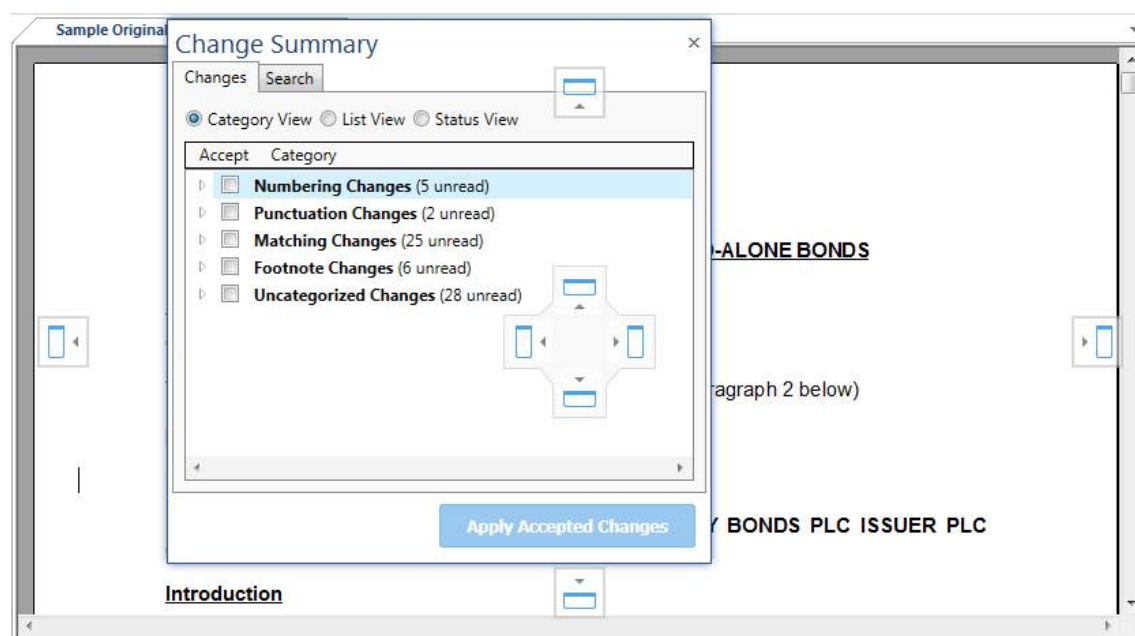 Sample Original
Change Summary
Changes Search
Category View List View Status View
Accept Category
Numbering Changes (5 unread)
Punctuation Changes (2 unread)
Matching Changes (25 unread)
Footnote Changes (6 unread)
Uncategorized Changes (28 unread)
-ALONE BONDS
ragraph 2 below)
Apply Accepted Changes
Y BONDS PLC ISSUER PLC
Introduction